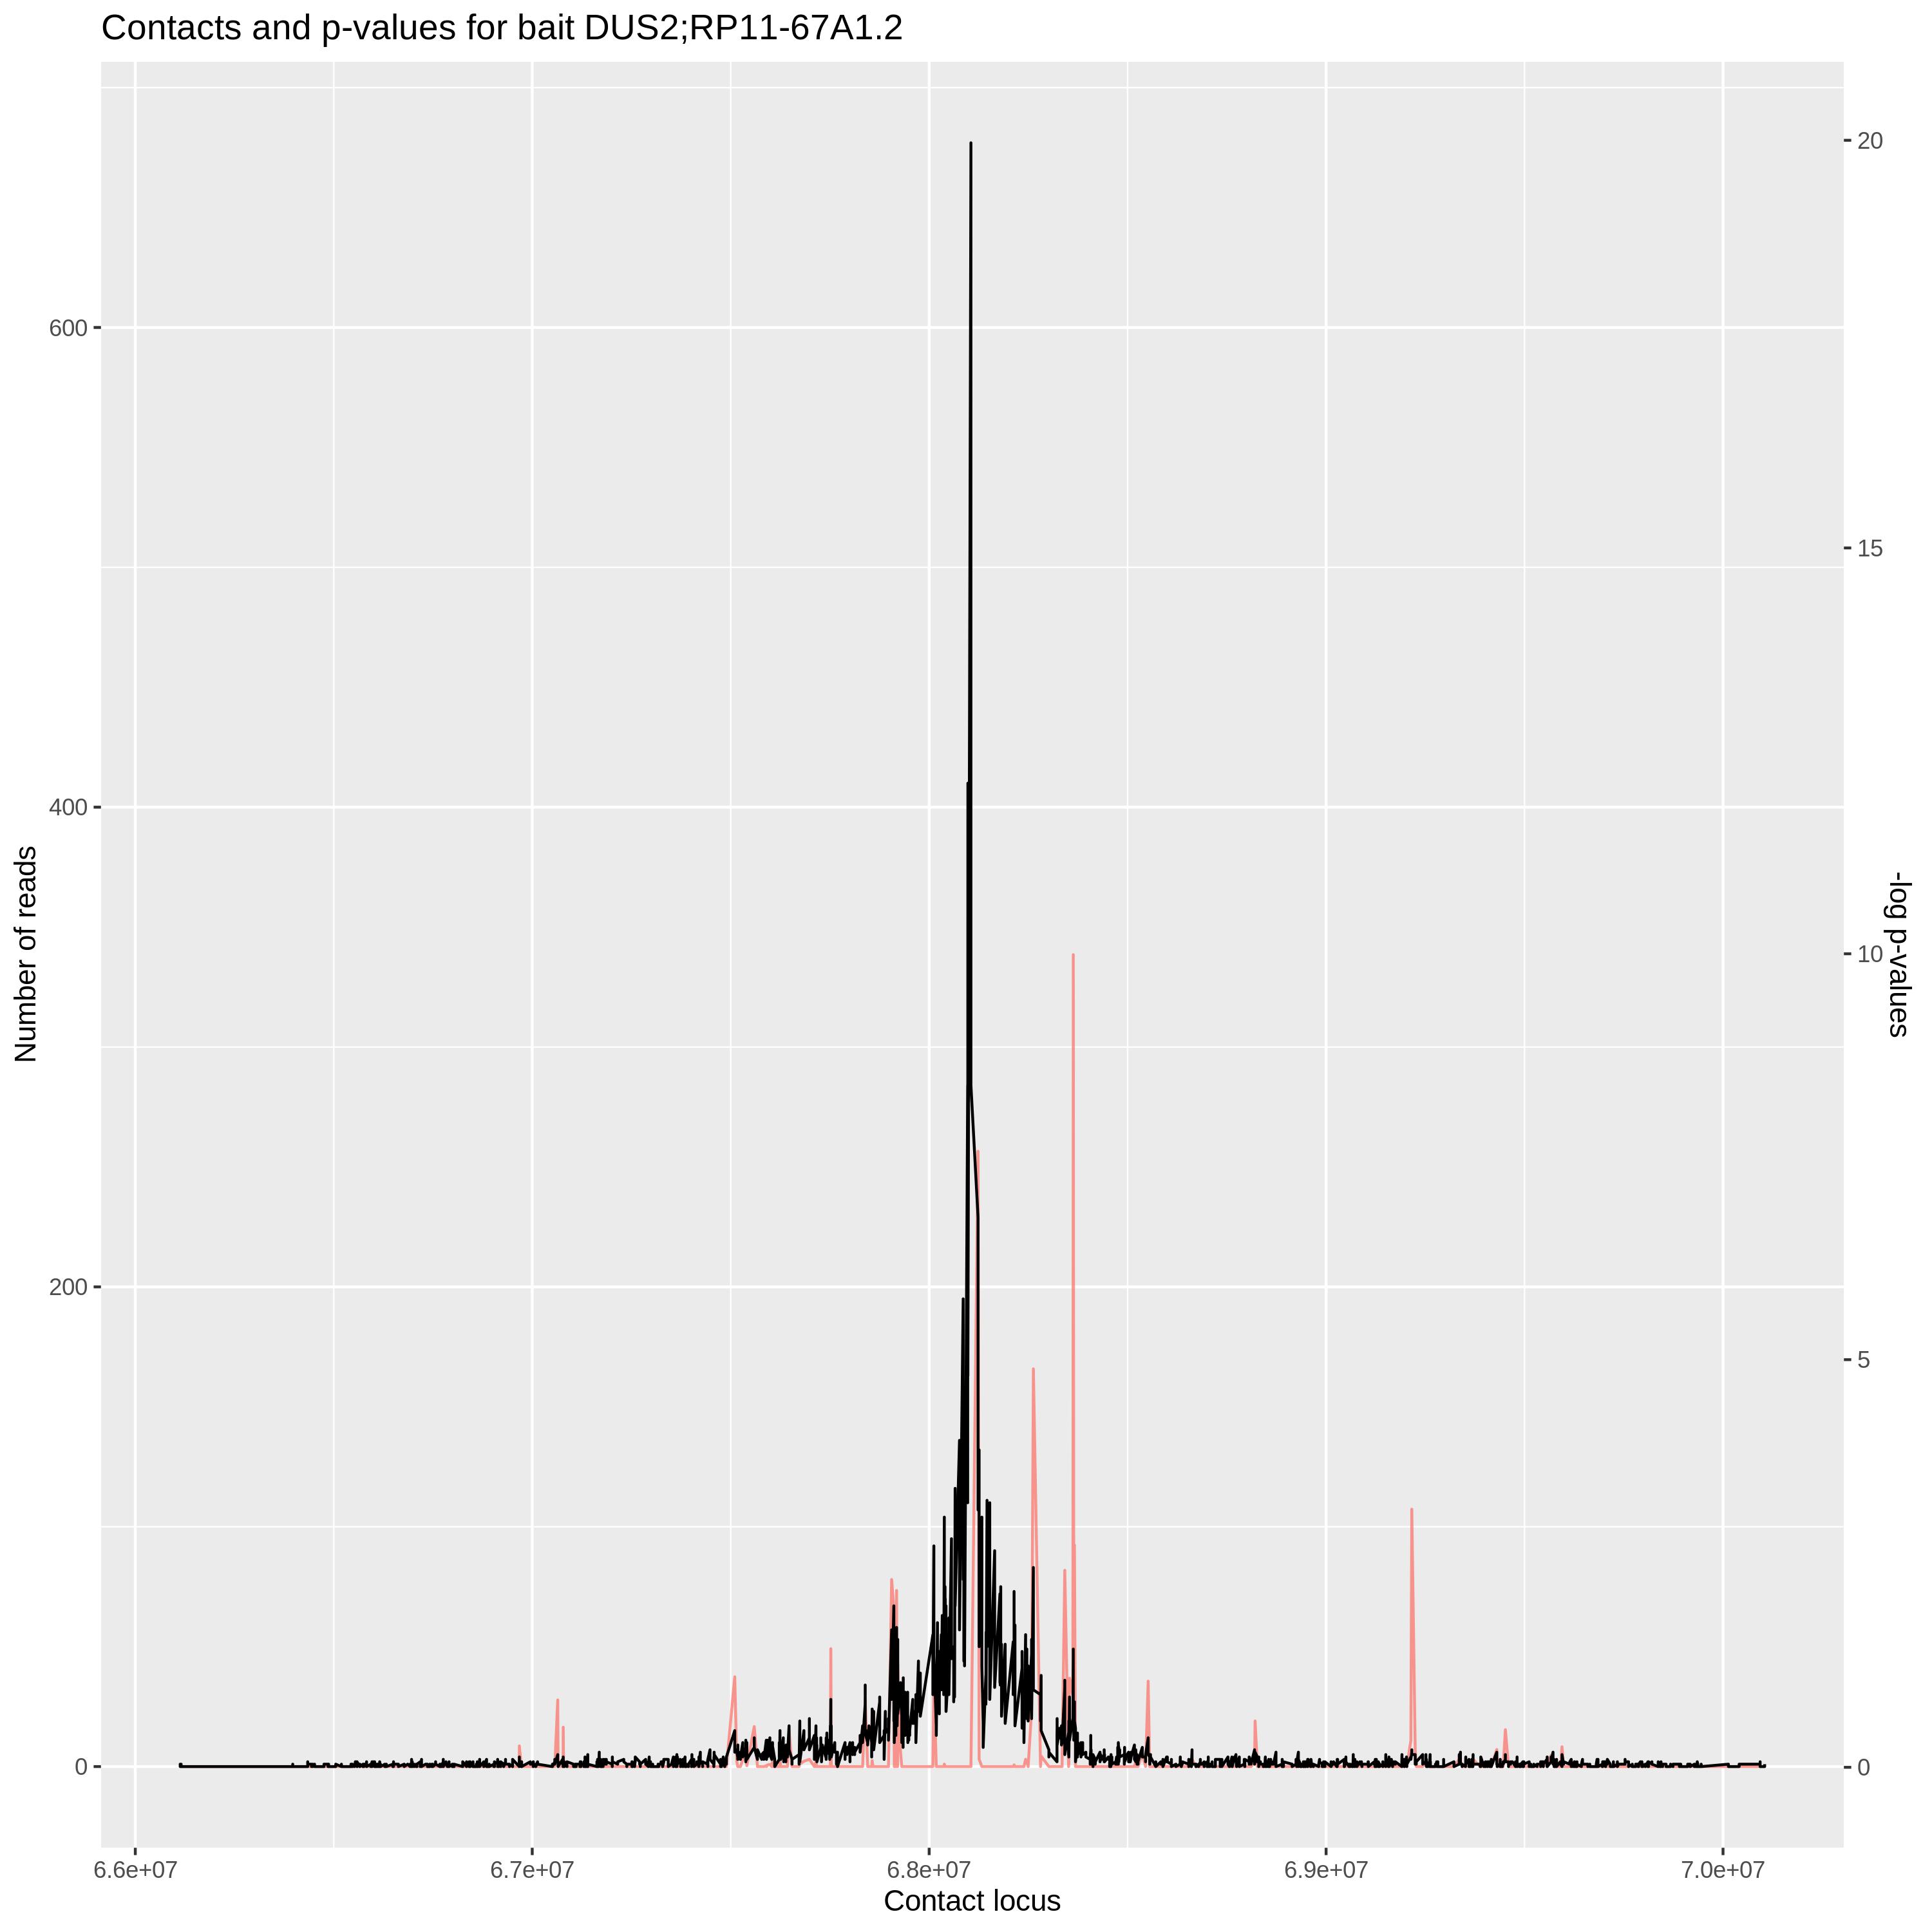 Contacts and p-values for bait DUS2;RP11-67A1.2
20
600
15
400
Number of reads
10
-log p-values
200
5
0
0
6.6e+07
6.7e+07
6.8e+07
6.9e+07
7.0e+07
Contact locus